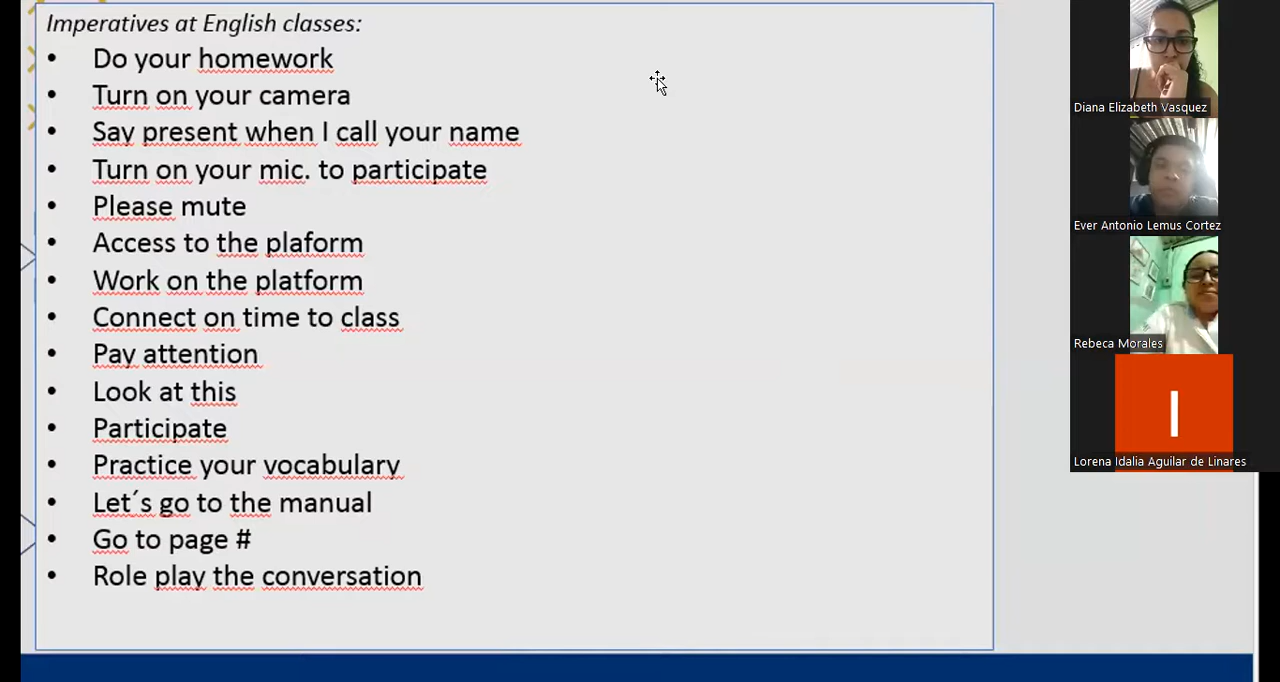 Imperatives at English classes:
• Do your homework
• Turn on your camera
• Say present when I call your name
• Turn on your mic. to participate
• Please mute
• Access to the plaform
• Work on the platform
• Connect on time to class
• Pay attention
• Look at this
• Participate
• Practice your vocabulary
• Let´s go to the manual
• Go to page #
• Role play the conversation
Diana Elizabeth Vasquez
Ever Antonio Lemus Cortez
Rebeca Morales
I
Lorena Idalia Aguilar de Linares